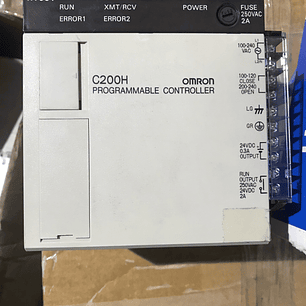 RUN XMT/RCV POWER FUSE
ERROR1 ERROR2 250VAC
2A
100-240
VAC
C200H OMRON
PROGRAMMABLE CONTROLLER
100-120
CLOSE
200-240
OPEN
LG
GR
24VDC
0.3A
OUTPUT
RUN
OUTPUT
250VAC
24VDC
2A